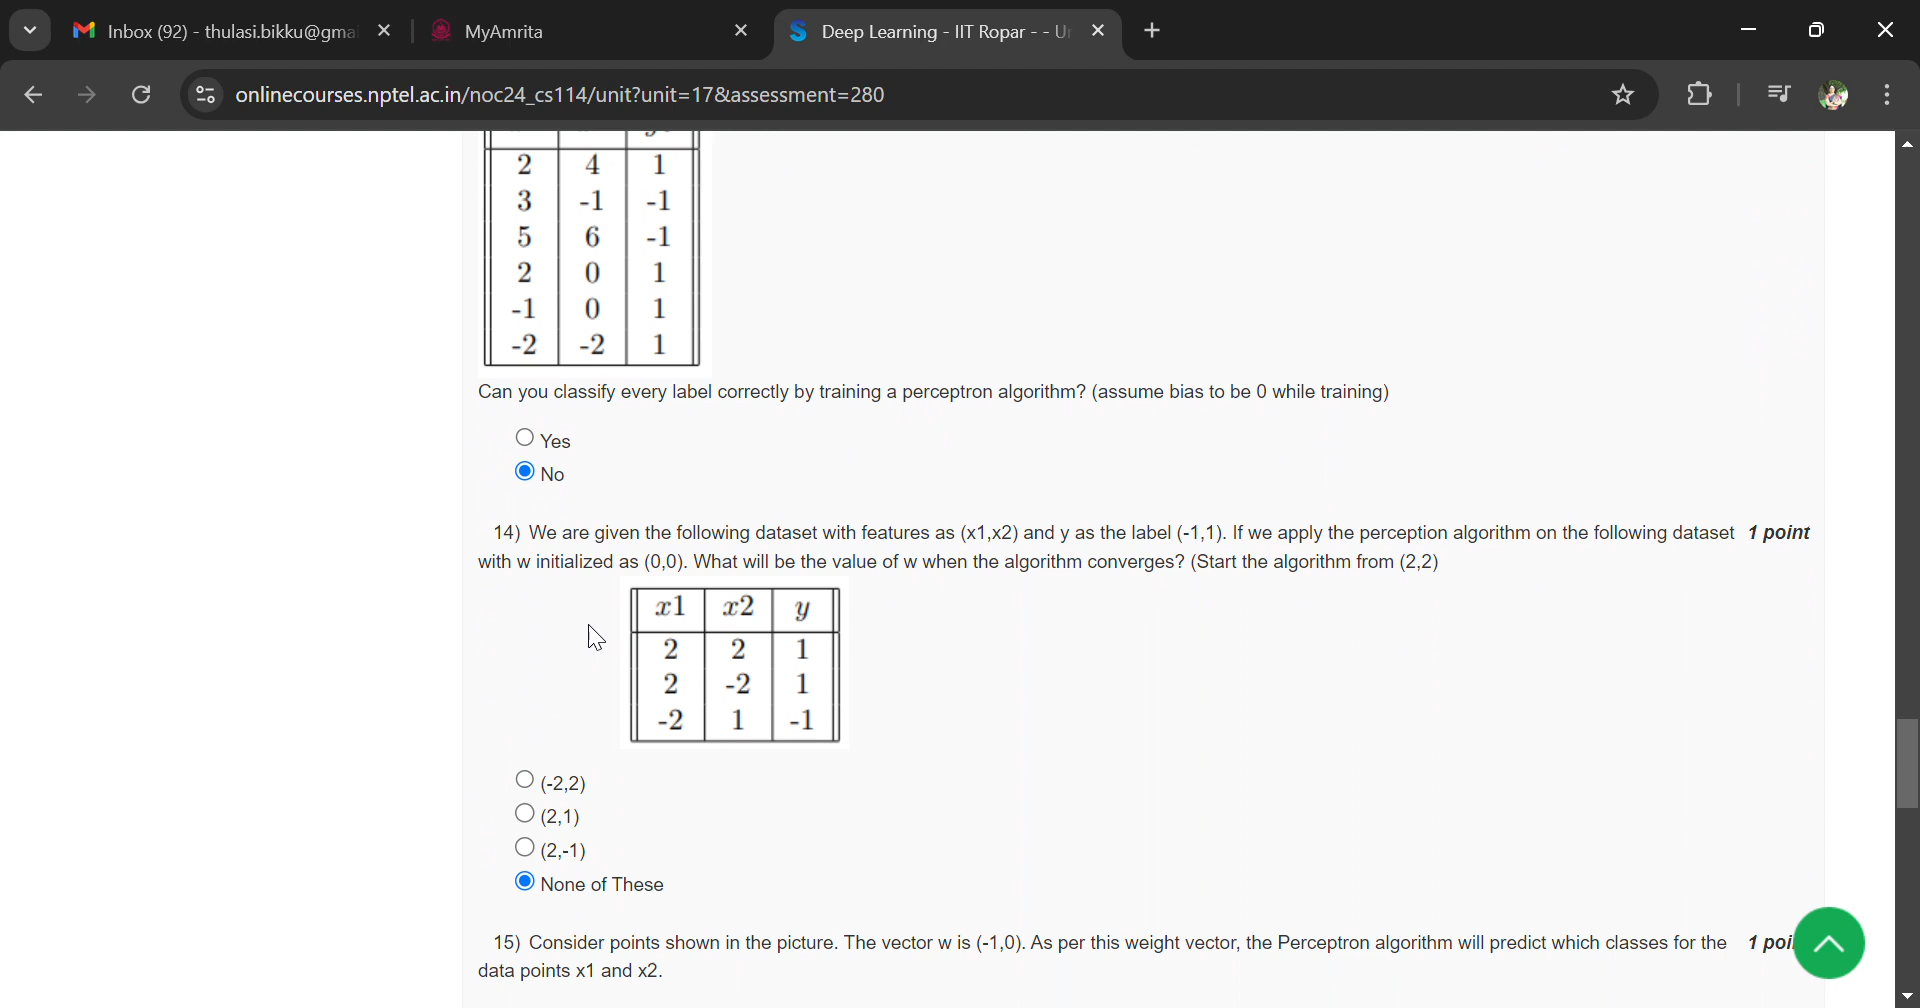 Inbox (92) - thulasi.bikku@gma
MyAmrita
Deep Learning - IIT Ropar - - U
onlinecourses.nptel.ac.in/noc24_cs114/unit?unit=17&assessment=280
2 4 1
3 -1 -1
5 6 -1
2 0 1
-1 0 1
-2 -2 1
Can you classify every label correctly by training a perceptron algorithm? (assume bias to be 0 while training)
Yes
No
14) We are given the following dataset with features as (x1,x2) and y as the label (-1,1). If we apply the perception algorithm on the following dataset 1 point
with w initialized as (0,0). What will be the value of w when the algorithm converges? (Start the algorithm from (2,2)
x1 x2 y
2 2 1
2 -2 1
-2 1 -1
(-2,2)
(2,1)
(2,-1)
None of These
15) Consider points shown in the picture. The vector w is (-1,0). As per this weight vector, the Perceptron algorithm will predict which classes for the 1 poi
data points x1 and x2.